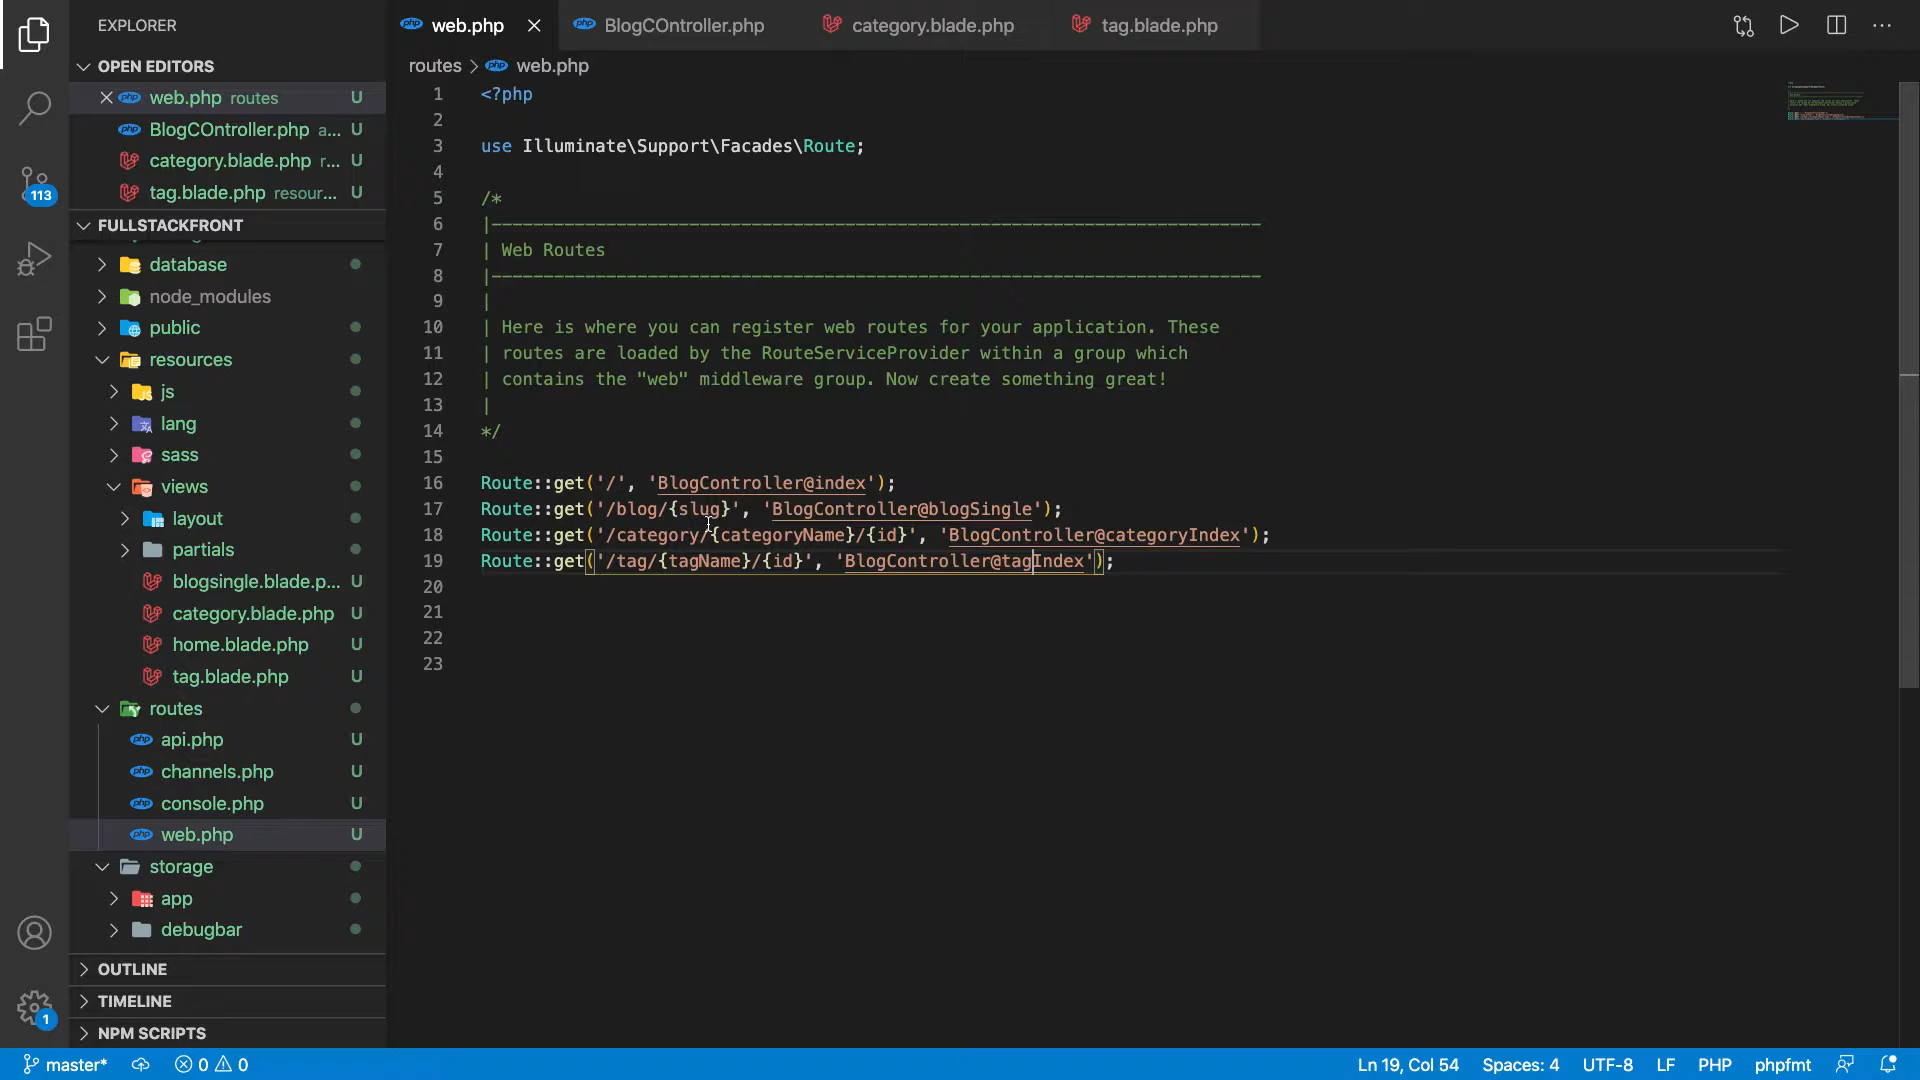 EXPLORER
OPEN EDITORS
web.php routes U
BlogCOntroller.php a... U
category.blade.php r... U
tag.blade.php resour... U
FULLSTACKFRONT
database
node_modules
public
resources
js
lang
sass
views
layout
partials
blogsingle.blade.p... U
category.blade.php U
home.blade.php U
tag.blade.php U
routes
api.php U
channels.php U
console.php U
web.php U
storage
app
debugbar
OUTLINE
TIMELINE
NPM SCRIPTS
113
1
web.php
BlogCOntroller.php
category.blade.php
tag.blade.php
routes > web.php
1 <?php
2
3 use Illuminate\Support\Facades\Route;
4
5 /*
6 |--------------------------------------------------------------------------
7 | Web Routes
8 |--------------------------------------------------------------------------
9 |
10 | Here is where you can register web routes for your application. These
11 | routes are loaded by the RouteServiceProvider within a group which
12 | contains the "web" middleware group. Now create something great!
13 |
14 */
15
16 Route::get('/', 'BlogController@index');
17 Route::get('/blog/{slug}', 'BlogController@blogSingle');
18 Route::get('/category/{categoryName}/{id}', 'BlogController@categoryIndex');
19 Route::get('/tag/{tagName}/{id}', 'BlogController@tagIndex');
20
21
22
23
master* 0 0 Ln 19, Col 54 Spaces: 4 UTF-8 LF PHP phpfmt